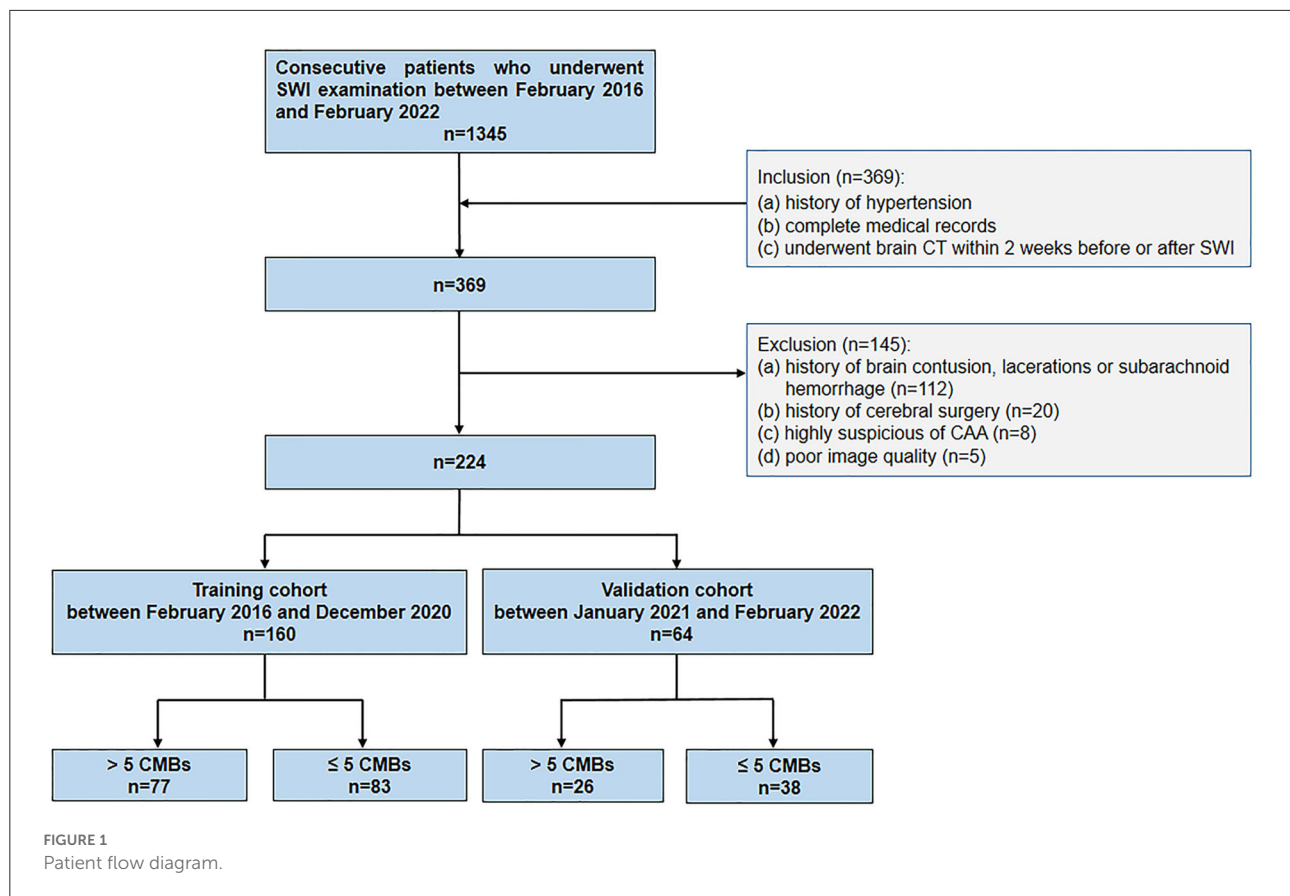 Consecutive patients who underwent
SWI examination between February 2016
and February 2022
n=1345
Inclusion (n=369):
(a) history of hypertension
(b) complete medical records
(c) underwent brain CT within 2 weeks before or after SWI
n=369
Exclusion (n=145):
(a) history of brain contusion, lacerations or subarachnoid
hemorrhage (n=112)
(b) history of cerebral surgery (n=20)
(c) highly suspicious of CAA (n=8)
(d) poor image quality (n=5)
n=224
Training cohort
between February 2016 and December 2020
n=160
Validation cohort
between January 2021 and February 2022
n=64
> 5 CMBs
n=77
≤ 5 CMBs
n=83
> 5 CMBs
n=26
≤ 5 CMBs
n=38
FIGURE 1
Patient flow diagram.